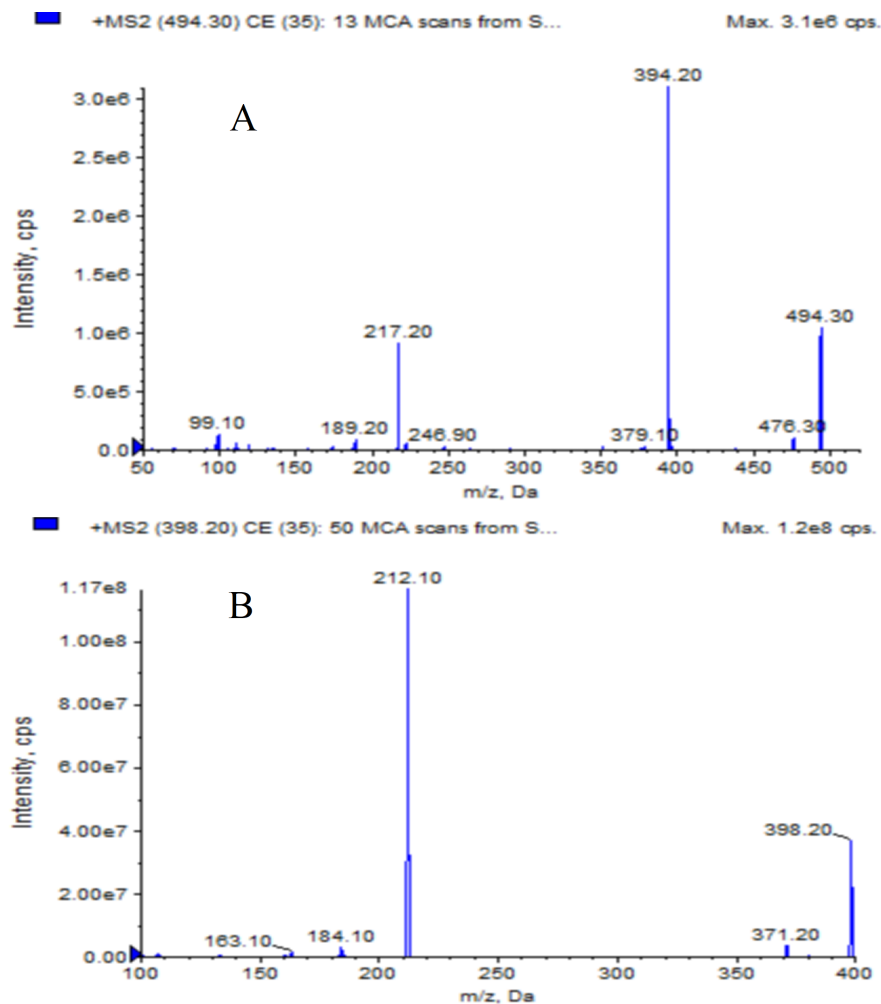 +MS2 (494.30) CE (35): 13 MCA scans from S... Max. 3.1e6 cps.
A
394.20
3.0e6
2.5e6
2.0e6
1.5e6
1.0e6
5.0e5
0.0
Intensity, cps
494.30
217.20
99.10
189.20
246.90
379.10
476.30
50 100 150 200 250 300 350 400 450 500
m/z, Da
+MS2 (398.20) CE (35): 50 MCA scans from S... Max. 1.2e8 cps.
B
212.10
1.17e8
1.00e8
8.00e7
6.00e7
4.00e7
2.00e7
0.00
Intensity, cps
398.20
163.10
184.10
371.20
100 150 200 250 300 350 400
m/z, Da